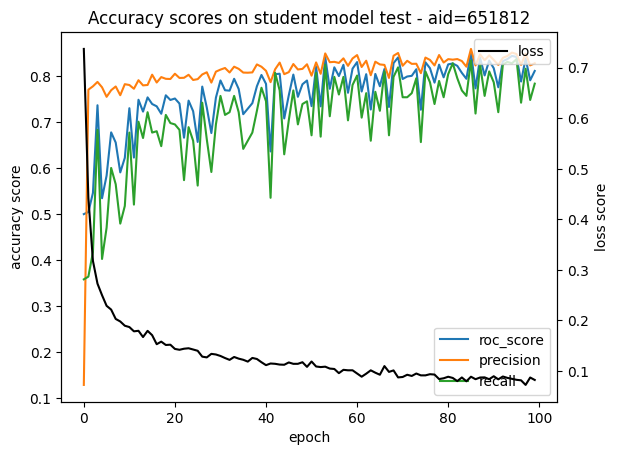 Accuracy scores on student model test - aid=651812
accuracy score
0.8
0.7
0.6
0.5
0.4
0.3
0.2
0.1
0
20
40
60
80
100
epoch
0.7
0.6
0.5
0.4
0.3
0.2
0.1
loss score
loss
roc_score
precision
recall